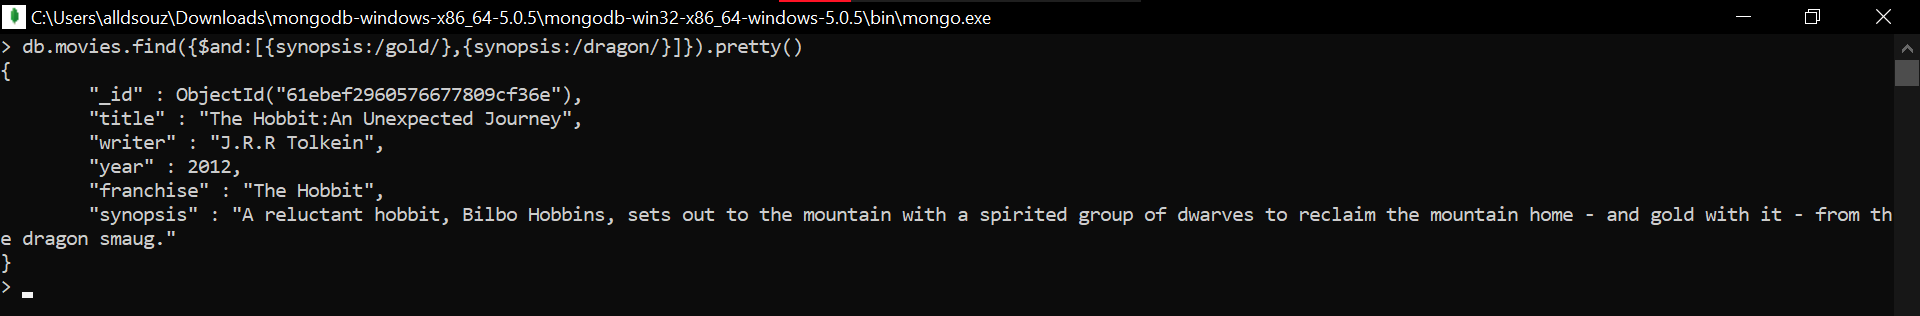 C:\Users\alldsouz\Downloads\mongodb-windows-x86_64-5.0.5\mongodb-win32-x86_64-windows-5.0.5\bin\mongo.exe
> db.movies.find({$and:[{synopsis:/gold/},{synopsis:/dragon/}]}).pretty()
{
        "_id" : ObjectId("61ebef2960576677809cf36e"),
        "title" : "The Hobbit:An Unexpected Journey",
        "writer" : "J.R.R Tolkein",
        "year" : 2012,
        "franchise" : "The Hobbit",
        "synopsis" : "A reluctant hobbit, Bilbo Hobbins, sets out to the mountain with a spirited group of dwarves to reclaim the mountain home - and gold with it - from th
e dragon smaug."
}
>